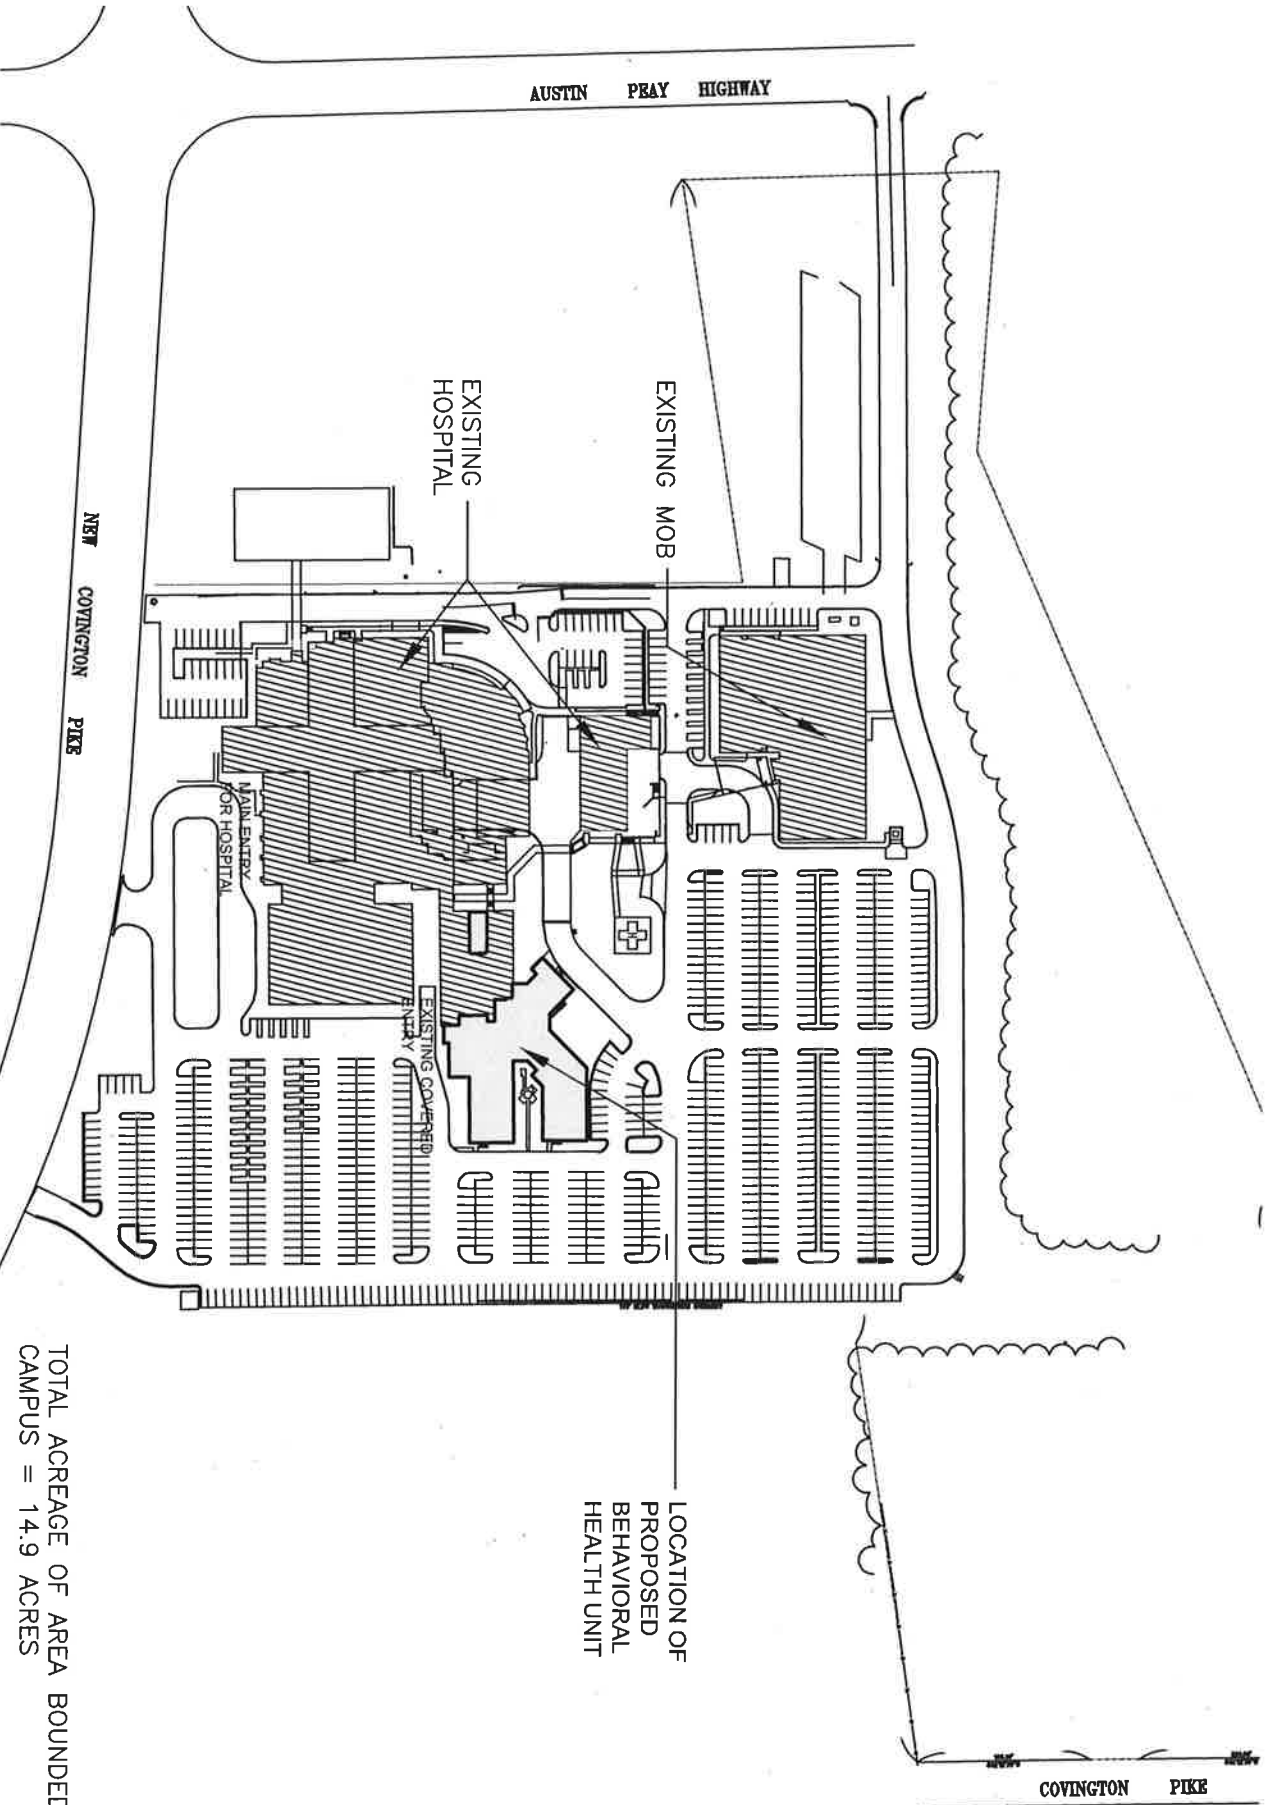 AUSTIN PEAY HIGHWAY
EXISTING MOB
EXISTING
HOSPITAL
NEW COVINGTON PIKE
MAIN ENTRY
FOR HOSPITAL
EXISTING COVERED
ENTRY
H
LOCATION OF
PROPOSED
BEHAVIORAL
HEALTH UNIT
TOTAL ACREAGE OF AREA BOUNDED
CAMPUS = 14.9 ACRES
COVINGTON PIKE